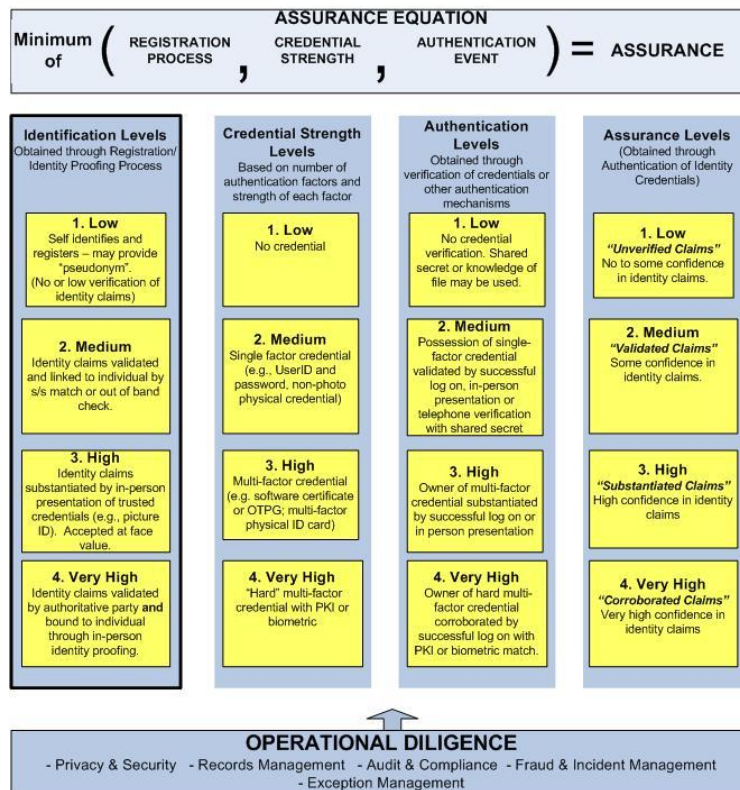 ASSURANCE EQUATION
Minimum of ( REGISTRATION PROCESS , CREDENTIAL STRENGTH , AUTHENTICATION EVENT ) = ASSURANCE
Identification Levels
Obtained through Registration/
Identity Proofing Process
1. Low
Self identifies and
registers – may provide
“pseudonym”.
(No or low verification of
identity claims)
2. Medium
Identity claims validated
and linked to individual by
s/s match or out of band
check.
3. High
Identity claims
substantiated by in-person
presentation of trusted
credentials (e.g., picture
ID). Accepted at face
value.
4. Very High
Identity claims validated
by authoritative party and
bound to individual
through in-person
identity proofing.
Credential Strength
Levels
Based on number of
authentication factors and
strength of each factor
1. Low
No credential
2. Medium
Single factor credential
(e.g., UserID and
password, non-photo
physical credential)
3. High
Multi-factor credential
(e.g. software certificate
or OTPG; multi-factor
physical ID card)
4. Very High
“Hard” multi-factor
credential with PKI or
biometric
Authentication
Levels
Obtained through
verification of credentials or
other authentication
mechanisms
1. Low
No credential
verification. Shared
secret or knowledge of
file may be used.
2. Medium
Possession of single-
factor credential
validated by successful
log on, in-person
presentation or
telephone verification
with shared secret
3. High
Owner of multi-factor
credential substantiated
by successful log on or
in person presentation
4. Very High
Owner of hard multi-
factor credential
corroborated by
successful log on with
PKI or biometric match.
Assurance Levels
(Obtained through
Authentication of Identity
Credentials)
1. Low
“Unverified Claims”
No to some confidence
in identity claims.
2. Medium
“Validated Claims”
Some confidence in
identity claims.
3. High
“Substantiated Claims”
High confidence in identity
claims
4. Very High
“Corroborated Claims”
Very high confidence in
identity claims
OPERATIONAL DILIGENCE
- Privacy & Security - Records Management - Audit & Compliance - Fraud & Incident Management
- Exception Management